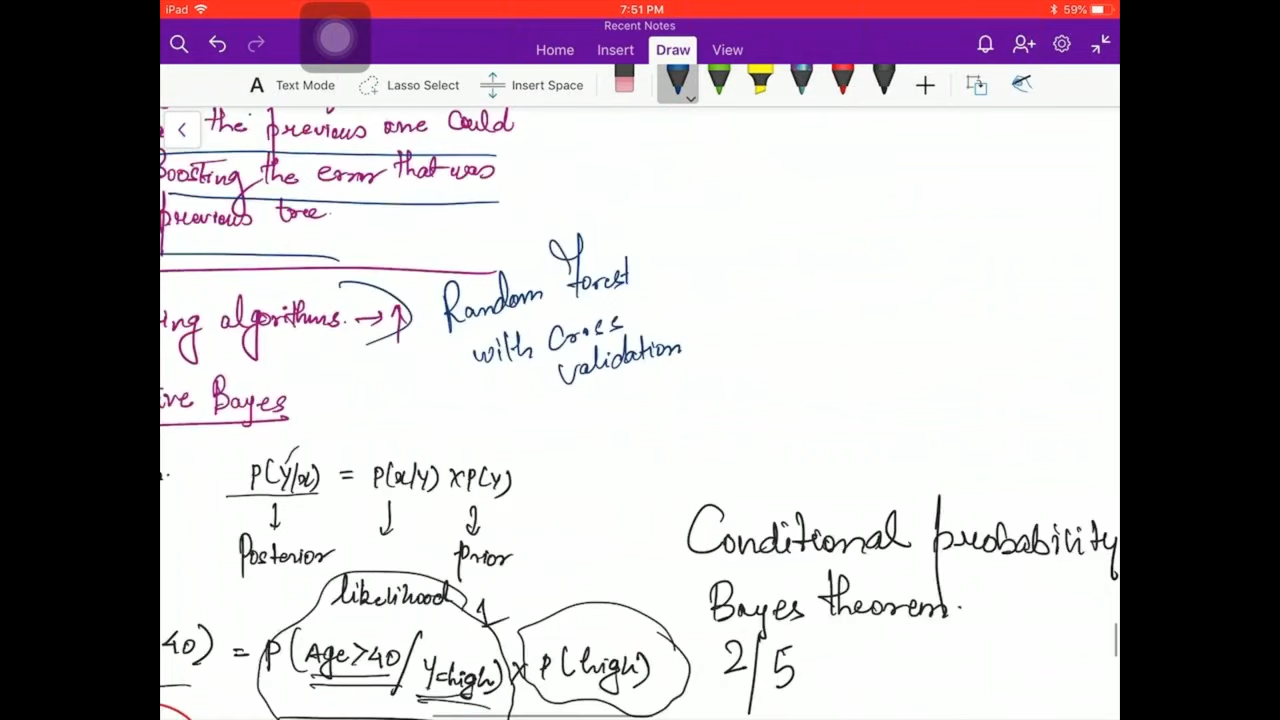 iPad 7:51 PM 59%
Recent Notes
Home Insert Draw View
A Text Mode Lasso Select Insert Space
the previous one could
Boosting the error that was
previous tree.
ing algorithms. → ↑
Random Forest
with cross
validation
ive Bayes
P(Y/x) = P(x/Y) x P(Y)
↓ ↓ ↓
Posterior Prior
likelihood
Conditional probability
Bayes theorem.
2/5
40) = P(Age>40/Y=high) x P(high)